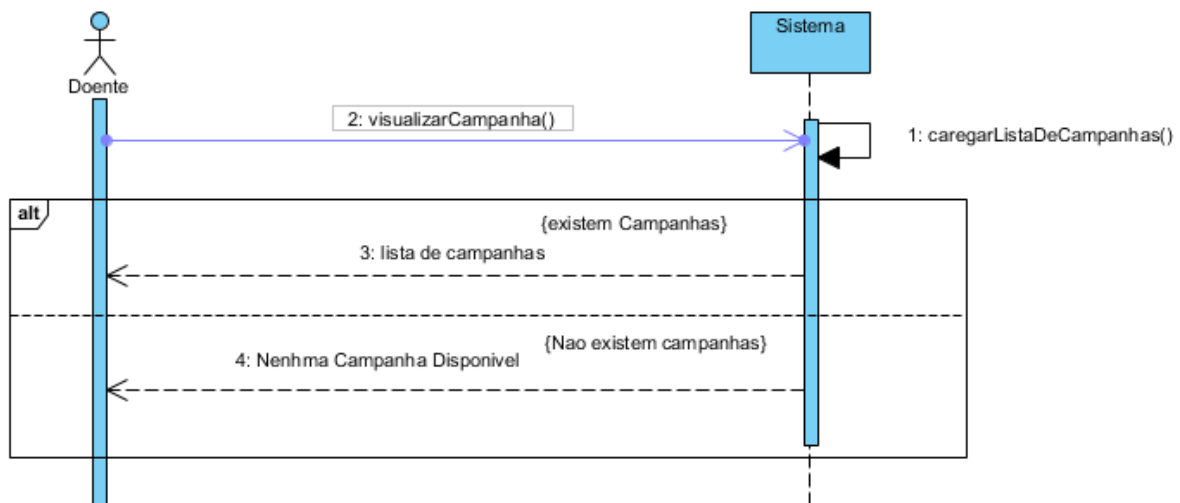 Sistema
Doente
2: visualizarCampanha()
1: caregarListaDeCampanhas()
alt
{existem Campanhas}
3: lista de campanhas
{Nao existem campanhas}
4: Nenhma Campanha Disponivel